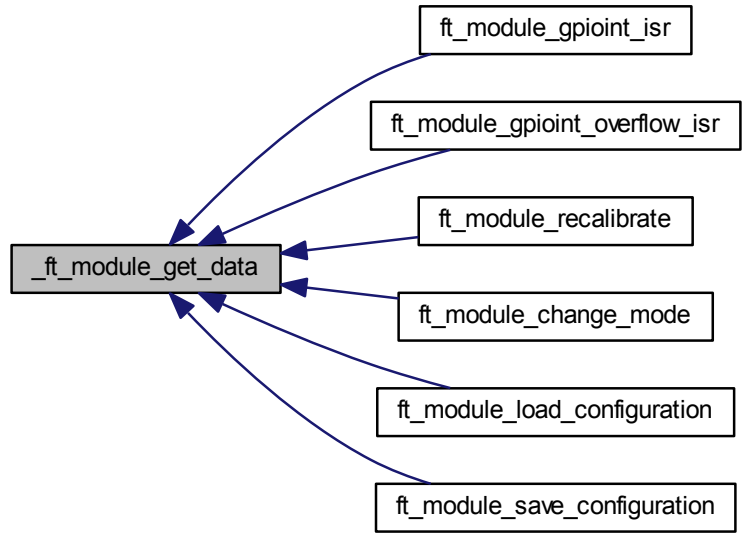 ft_module_gpioint_isr
ft_module_gpioint_overflow_isr
ft_module_recalibrate
_ft_module_get_data
ft_module_change_mode
ft_module_load_configuration
ft_module_save_configuration